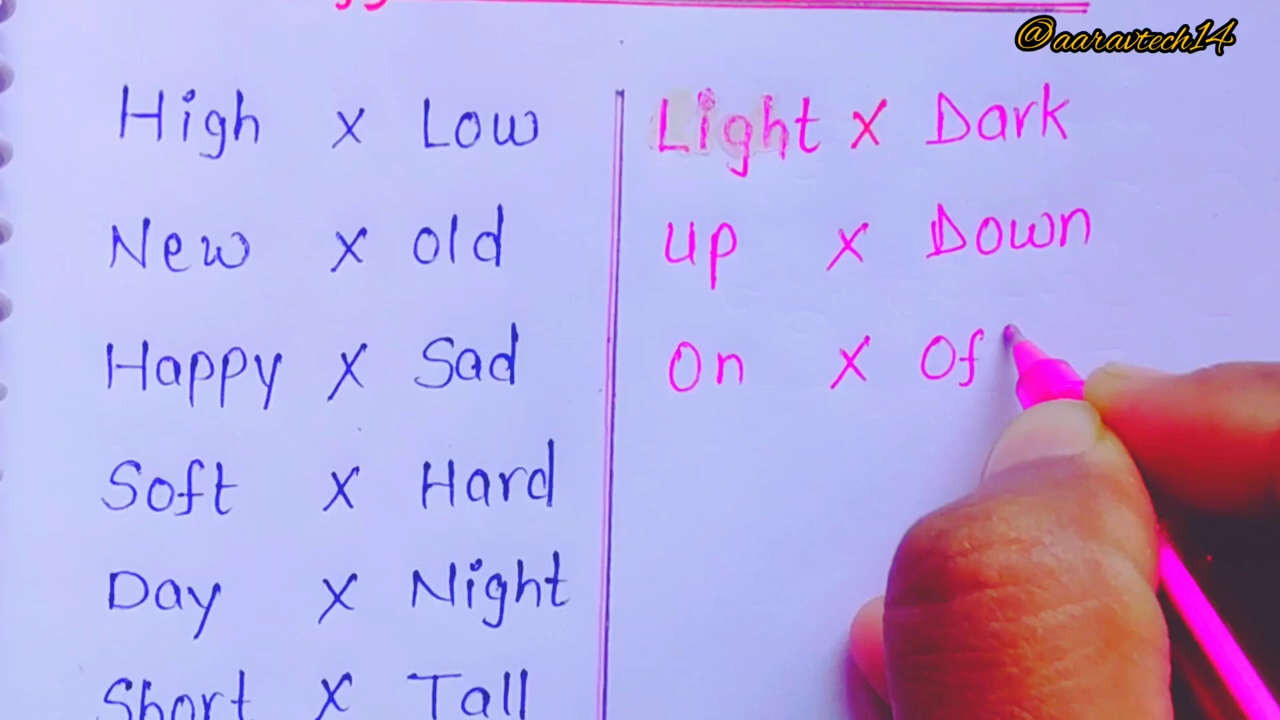 @aaravtech14
High x Low
New x old
Happy x Sad
Soft x Hard
Day x Night
Short x Tall
Light x Dark
Up x Down
On x Of